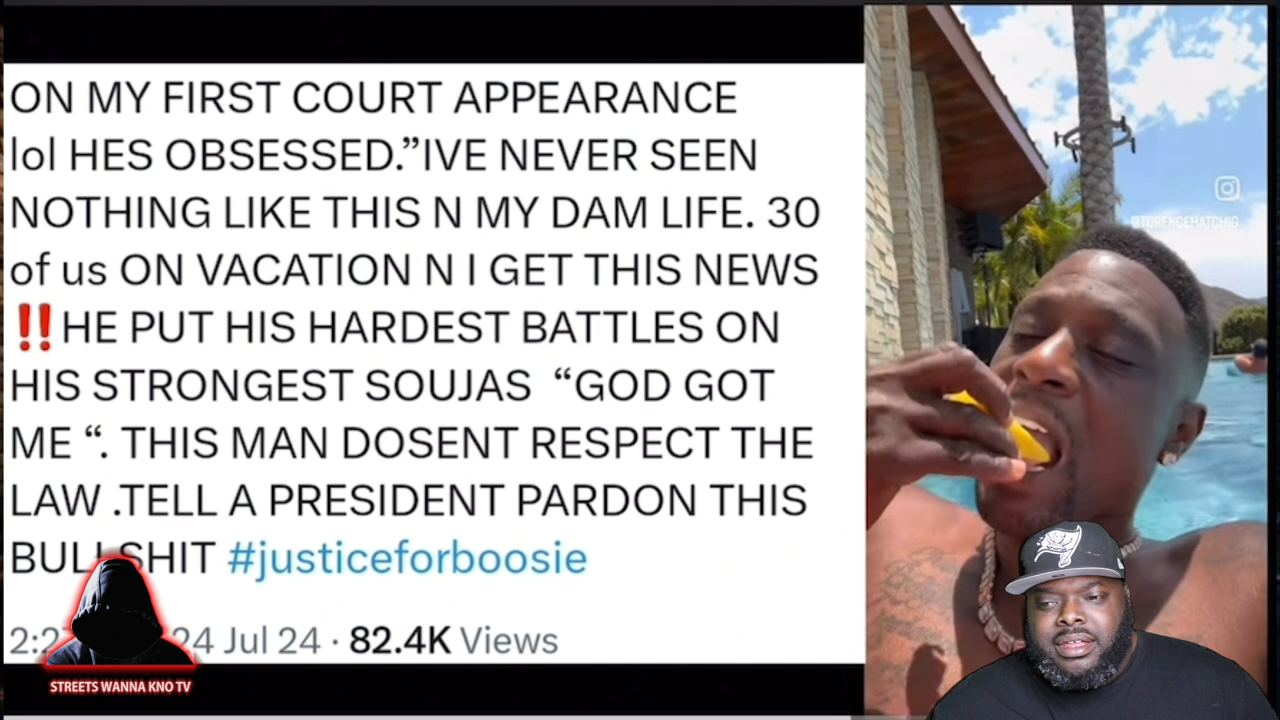 ON MY FIRST COURT APPEARANCE
lol HES OBSESSED.”IVE NEVER SEEN
NOTHING LIKE THIS N MY DAM LIFE. 30
of us ON VACATION N I GET THIS NEWS
‼️HE PUT HIS HARDEST BATTLES ON
HIS STRONGEST SOUJAS “GOD GOT
ME “. THIS MAN DOSENT RESPECT THE
LAW .TELL A PRESIDENT PARDON THIS
BULLSHIT #justiceforboosie
24 Jul 24 · 82.4K Views
STREETS WANNA KNO TV
@TORENCEHATCHIG